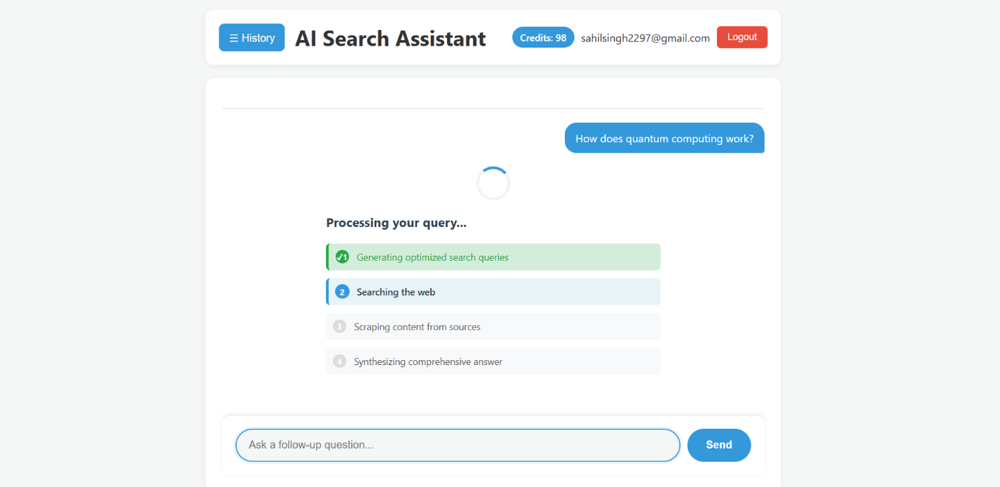 ☰ History
AI Search Assistant
Credits: 98
sahilsingh2297@gmail.com
Logout
How does quantum computing work?
Processing your query...
✓1 Generating optimized search queries
2 Searching the web
3 Scraping content from sources
4 Synthesizing comprehensive answer
Ask a follow-up question...
Send